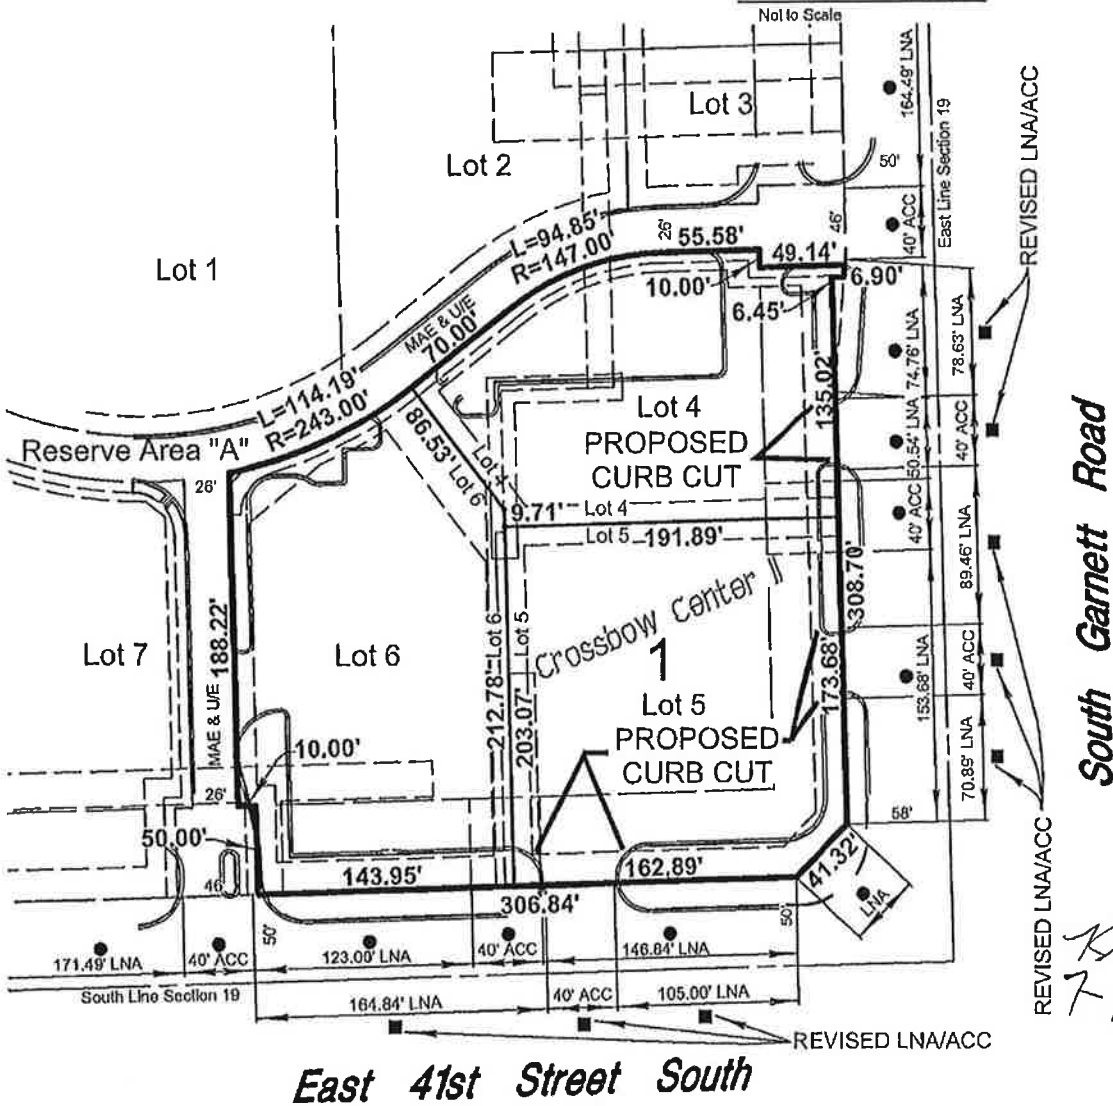 Not to Scale
Lot 3
164.49' LNA
East Line Section 19
REVISED LNA/ACC
50'
Lot 2
L=94.85'
R=147.00'
26'
55.58'
46'
40' ACC
49.14'
6.90'
Lot 1
10.00'
6.45'
MAE & U/E
70.00'
74.76' LNA
78.63' LNA
L=114.19'
R=243.00'
135.02'
Lot 4
PROPOSED
CURB CUT
50.54' LNA
40' ACC
Reserve Area "A"
26'
86.53'
Lot 4
Lot 6
9.71'
Lot 4
Lot 5
191.89'
40' ACC
89.46' LNA
308.70'
South Garnett Road
188.22'
Crossbow Center II
Lot 7
Lot 6
1
Lot 6
Lot 5
212.78'
203.07'
173.68'
153.68' LNA
40' ACC
Lot 5
PROPOSED
CURB CUT
MAE & U/E
10.00'
26'
70.89' LNA
58'
50.00'
46'
143.95'
162.89'
41.32'
LNA
306.84'
50'
50'
REVISED LNA/ACC
171.49' LNA
40' ACC
123.00' LNA
40' ACC
146.84' LNA
South Line Section 19
164.84' LNA
40' ACC
105.00' LNA
REVISED LNA/ACC
East 41st Street South